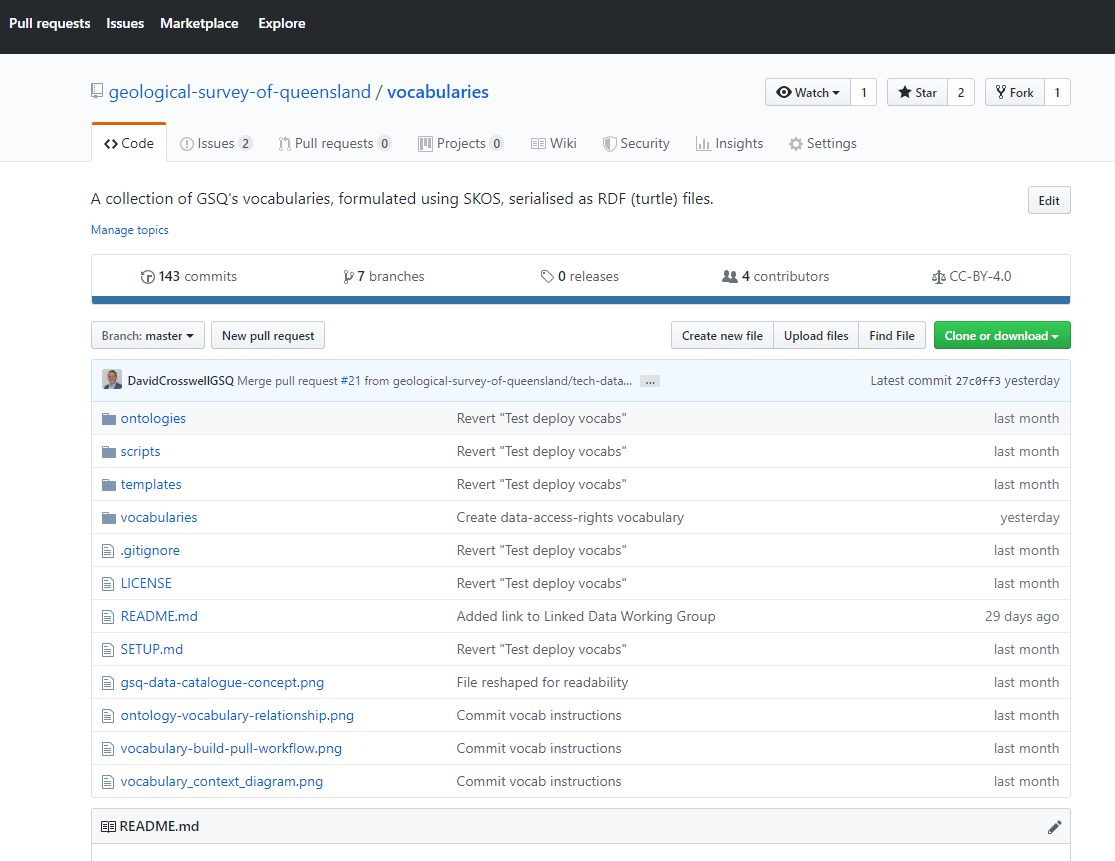 Pull requests Issues Marketplace Explore
geological-survey-of-queensland / vocabularies Watch 1 Star 2 Fork 1
Code Issues 2 Pull requests 0 Projects 0 Wiki Security Insights Settings
A collection of GSQ's vocabularies, formulated using SKOS, serialised as RDF (turtle) files. Edit
Manage topics
143 commits 7 branches 0 releases 4 contributors CC-BY-4.0
Branch: master New pull request Create new file Upload files Find File Clone or download
DavidCrosswellGSQ Merge pull request #21 from geological-survey-of-queensland/tech-data... ... Latest commit 27c0ff3 yesterday
ontologies Revert "Test deploy vocabs" last month
scripts Revert "Test deploy vocabs" last month
templates Revert "Test deploy vocabs" last month
vocabularies Create data-access-rights vocabulary yesterday
.gitignore Revert "Test deploy vocabs" last month
LICENSE Revert "Test deploy vocabs" last month
README.md Added link to Linked Data Working Group 29 days ago
SETUP.md Revert "Test deploy vocabs" last month
gsq-data-catalogue-concept.png File reshaped for readability last month
ontology-vocabulary-relationship.png Commit vocab instructions last month
vocabulary-build-pull-workflow.png Commit vocab instructions last month
vocabulary_context_diagram.png Commit vocab instructions last month
README.md